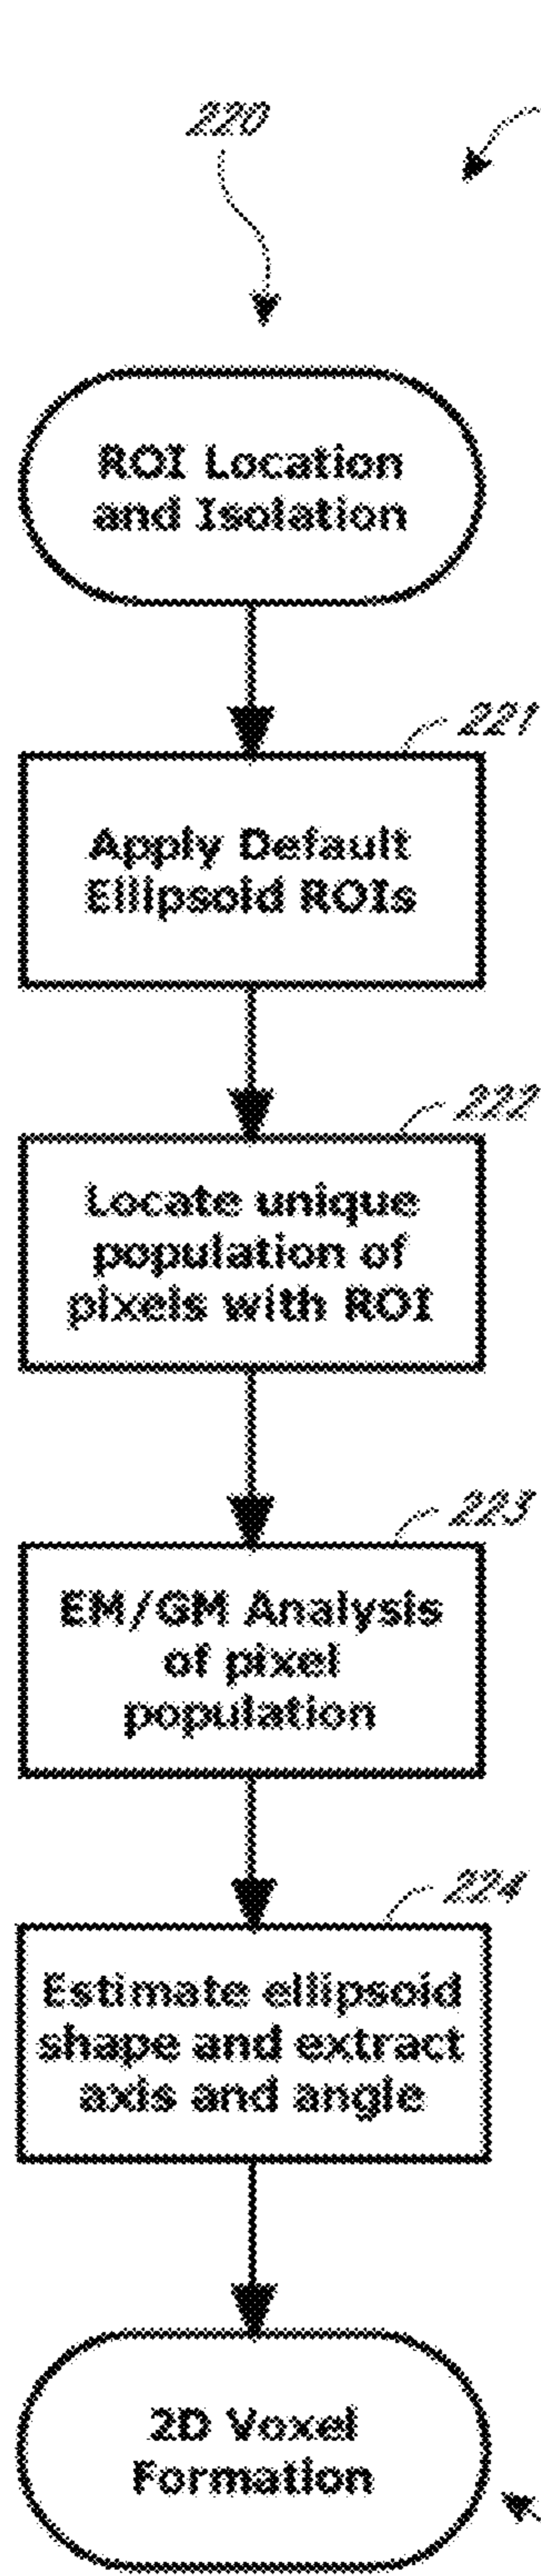 220
ROI Location
and Isolation
221
Apply Default
Ellipsoid ROIs
222
Locate unique
population of
pixels with ROI
223
EM/GM Analysis
of pixel
population
224
Estimate ellipsoid
shape and extract
axis and angle
2D Voxel
Formation